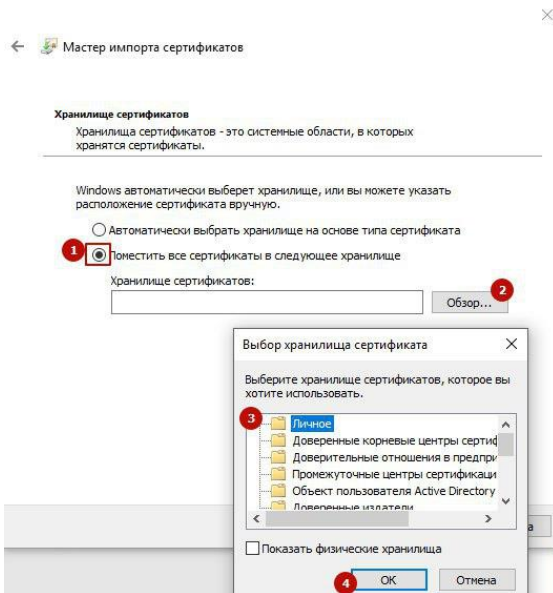 Мастер импорта сертификатов
Хранилище сертификатов
Хранилища сертификатов - это системные области, в которых
хранятся сертификаты.
Windows автоматически выберет хранилище, или вы можете указать
расположение сертификата вручную.
Автоматически выбрать хранилище на основе типа сертификата
1
Поместить все сертификаты в следующее хранилище
Хранилище сертификатов:
2
Обзор...
Выбор хранилища сертификата
Выберите хранилище сертификатов, которое вы
хотите использовать.
3
Личное
Доверенные корневые центры сертиф
Доверительные отношения в предпри
Промежуточные центры сертификаци
Объект пользователя Active Directory
Доверенные издатели
а
Показать физические хранилища
4
ОК
Отмена